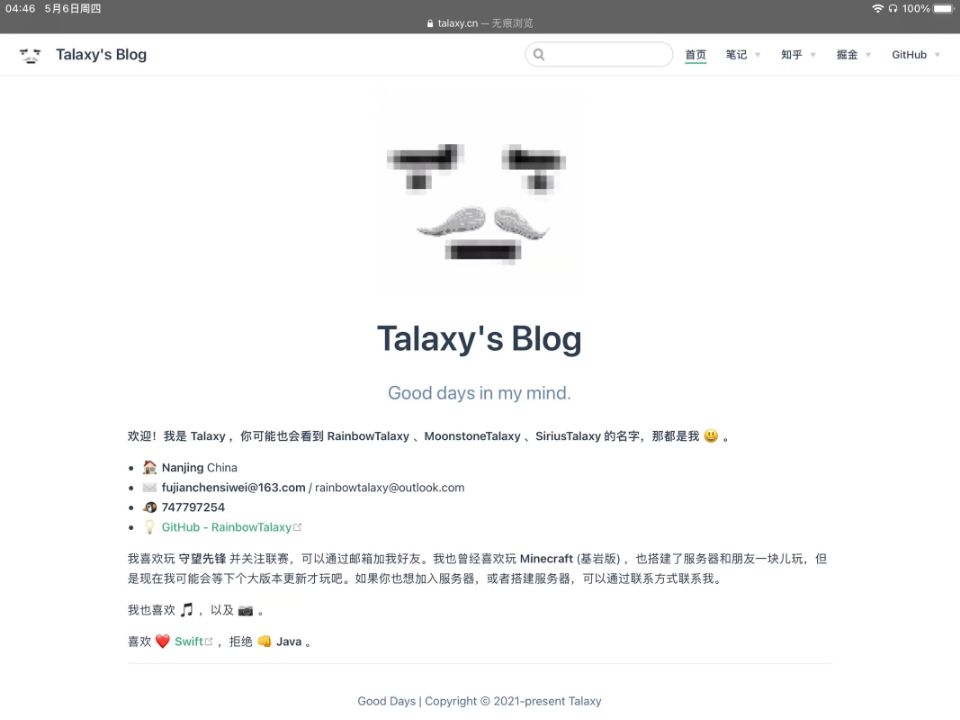 04:46 5月6日周四 100%
talaxy.cn — 无痕浏览
Talaxy's Blog 首页 笔记 知乎 掘金 GitHub
Talaxy's Blog
Good days in my mind.
欢迎！我是 Talaxy ，你可能也会看到 RainbowTalaxy 、MoonstoneTalaxy 、SiriusTalaxy 的名字，那都是我 😃 。
• 🏠 Nanjing China
• ✉️ fujianchensiwei@163.com / rainbowtalaxy@outlook.com
• 🐧 747797254
• 💡 GitHub - RainbowTalaxy
我喜欢玩 守望先锋 并关注联赛，可以通过邮箱加我好友。我也曾经喜欢玩 Minecraft (基岩版) ，也搭建了服务器和朋友一块儿玩，但
是现在我可能会等下个大版本更新才玩吧。如果你也想加入服务器，或者搭建服务器，可以通过联系方式联系我。
我也喜欢 🎵 ，以及 📷 。
喜欢 ❤️ Swift ，拒绝 👊 Java 。
Good Days | Copyright © 2021-present Talaxy